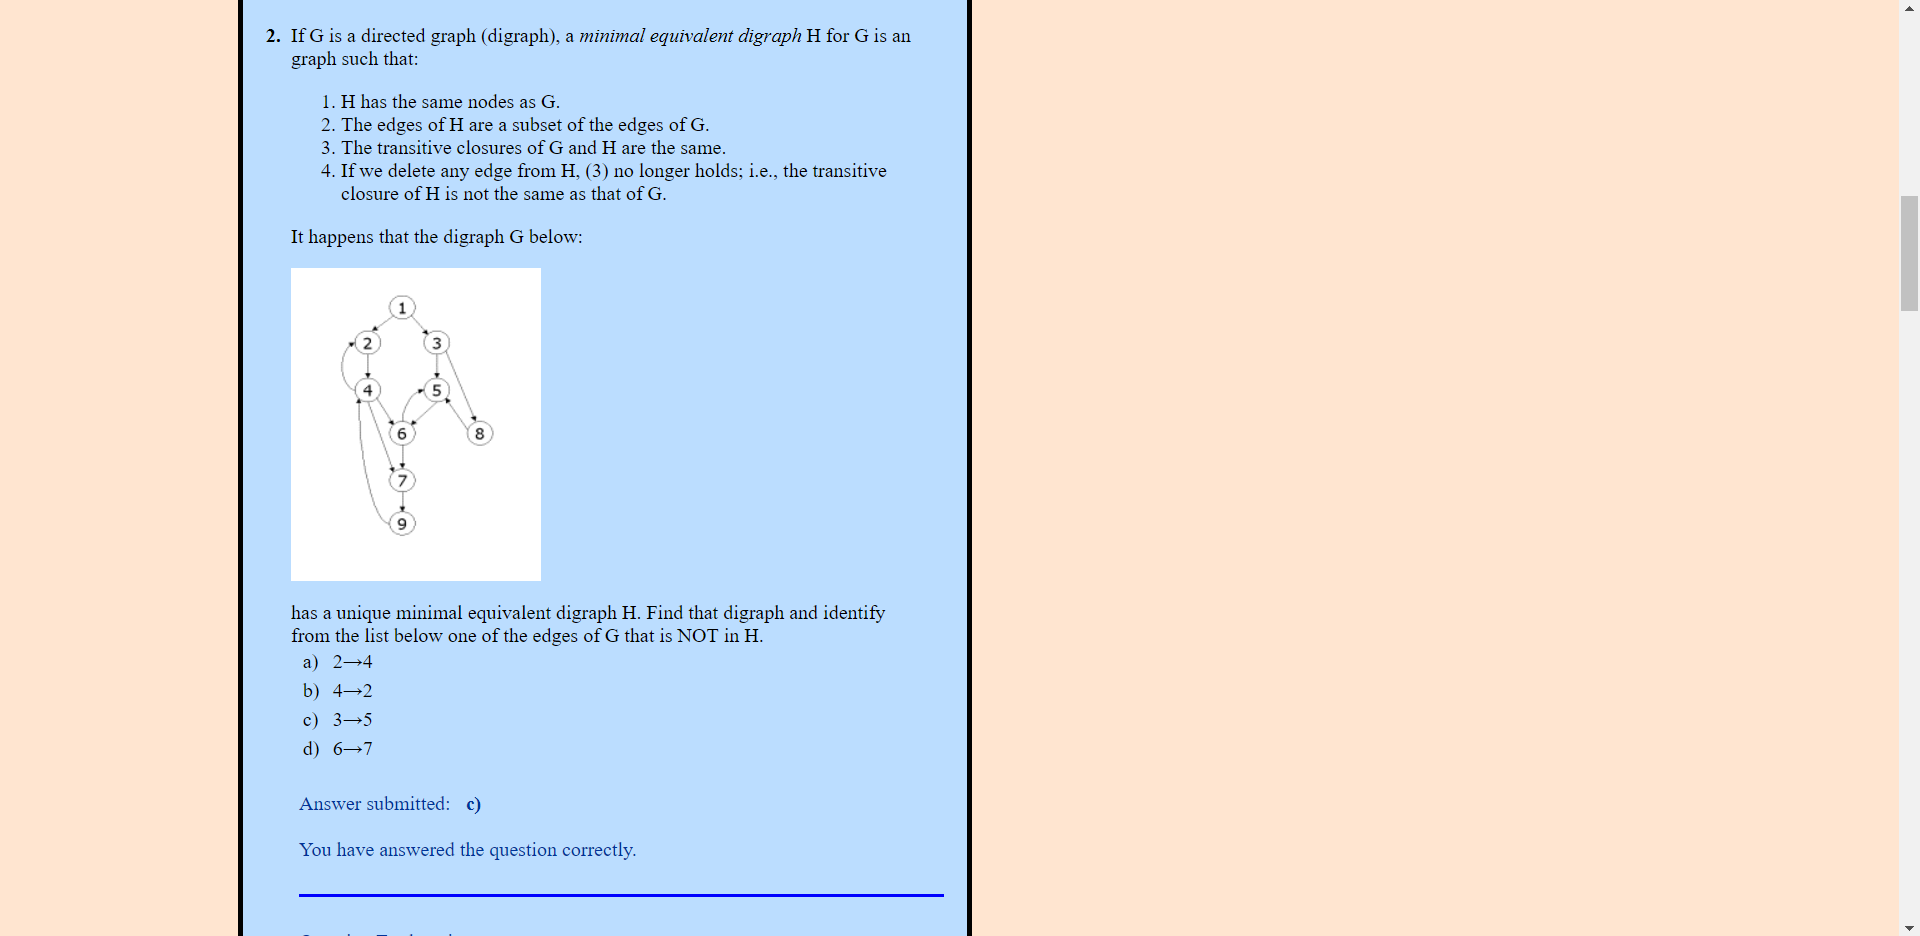 2. If G is a directed graph (digraph), a minimal equivalent digraph H for G is an
graph such that:
1. H has the same nodes as G.
2. The edges of H are a subset of the edges of G.
3. The transitive closures of G and H are the same.
4. If we delete any edge from H, (3) no longer holds; i.e., the transitive
closure of H is not the same as that of G.
It happens that the digraph G below:
1
2 3
4 5
6 8
7
9
has a unique minimal equivalent digraph H. Find that digraph and identify
from the list below one of the edges of G that is NOT in H.
a) 2→4
b) 4→2
c) 3→5
d) 6→7
Answer submitted: c)
You have answered the question correctly.